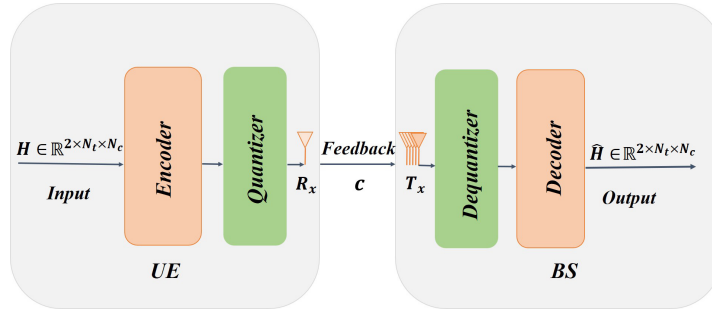 H ∈ ℝ^{2×N_t×N_c}
Input
Encoder
Quantizer
R_x
UE
Feedback
c
T_x
Dequantizer
Decoder
Ĥ ∈ ℝ^{2×N_t×N_c}
Output
BS